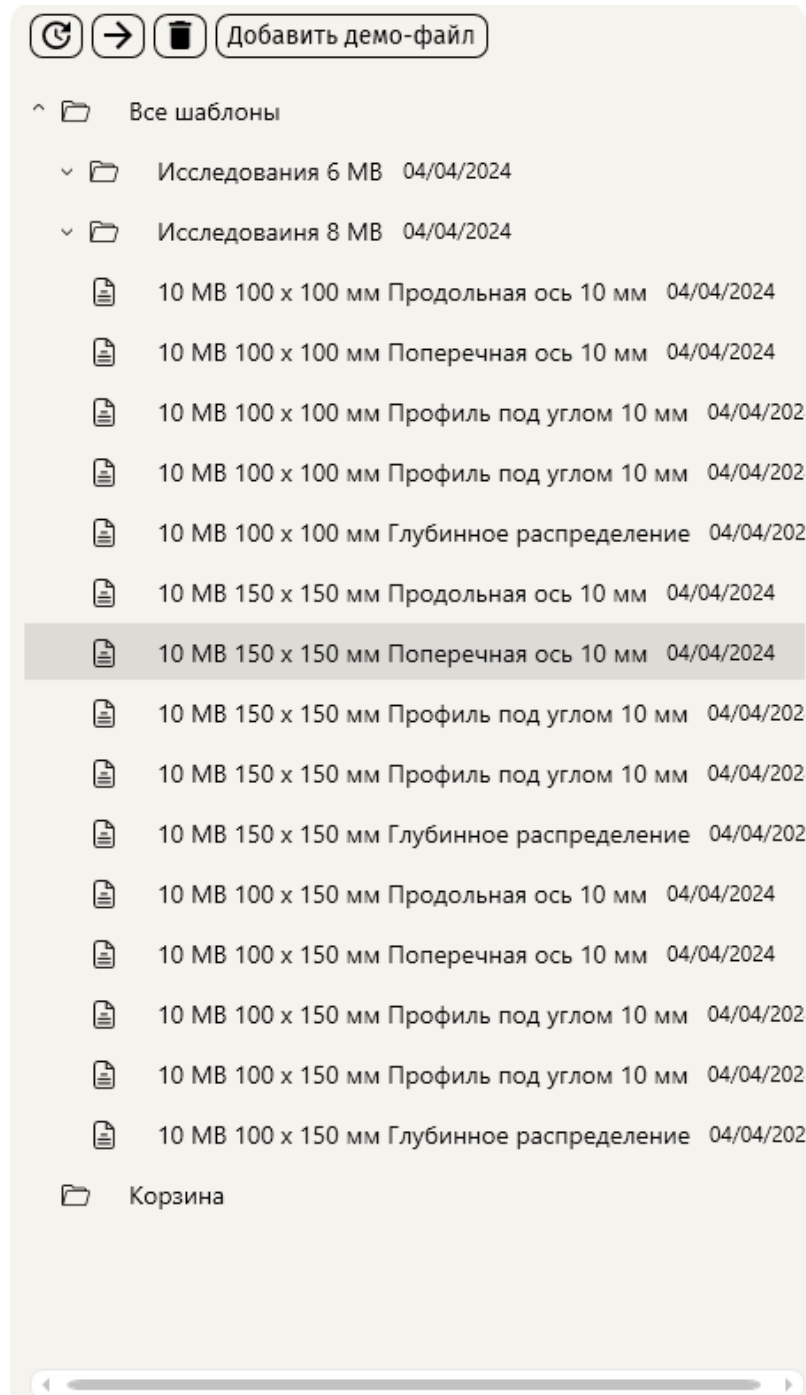 Добавить демо-файл
Все шаблоны
Исследования 6 МВ 04/04/2024
Исследоваиня 8 МВ 04/04/2024
10 МВ 100 x 100 мм Продольная ось 10 мм 04/04/2024
10 МВ 100 x 100 мм Поперечная ось 10 мм 04/04/2024
10 МВ 100 x 100 мм Профиль под углом 10 мм 04/04/202
10 МВ 100 x 100 мм Профиль под углом 10 мм 04/04/202
10 МВ 100 x 100 мм Глубинное распределение 04/04/202
10 МВ 150 x 150 мм Продольная ось 10 мм 04/04/2024
10 МВ 150 x 150 мм Поперечная ось 10 мм 04/04/2024
10 МВ 150 x 150 мм Профиль под углом 10 мм 04/04/202
10 МВ 150 x 150 мм Профиль под углом 10 мм 04/04/202
10 МВ 150 x 150 мм Глубинное распределение 04/04/202
10 МВ 100 x 150 мм Продольная ось 10 мм 04/04/2024
10 МВ 100 x 150 мм Поперечная ось 10 мм 04/04/2024
10 МВ 100 x 150 мм Профиль под углом 10 мм 04/04/202
10 МВ 100 x 150 мм Профиль под углом 10 мм 04/04/202
10 МВ 100 x 150 мм Глубинное распределение 04/04/202
Корзина